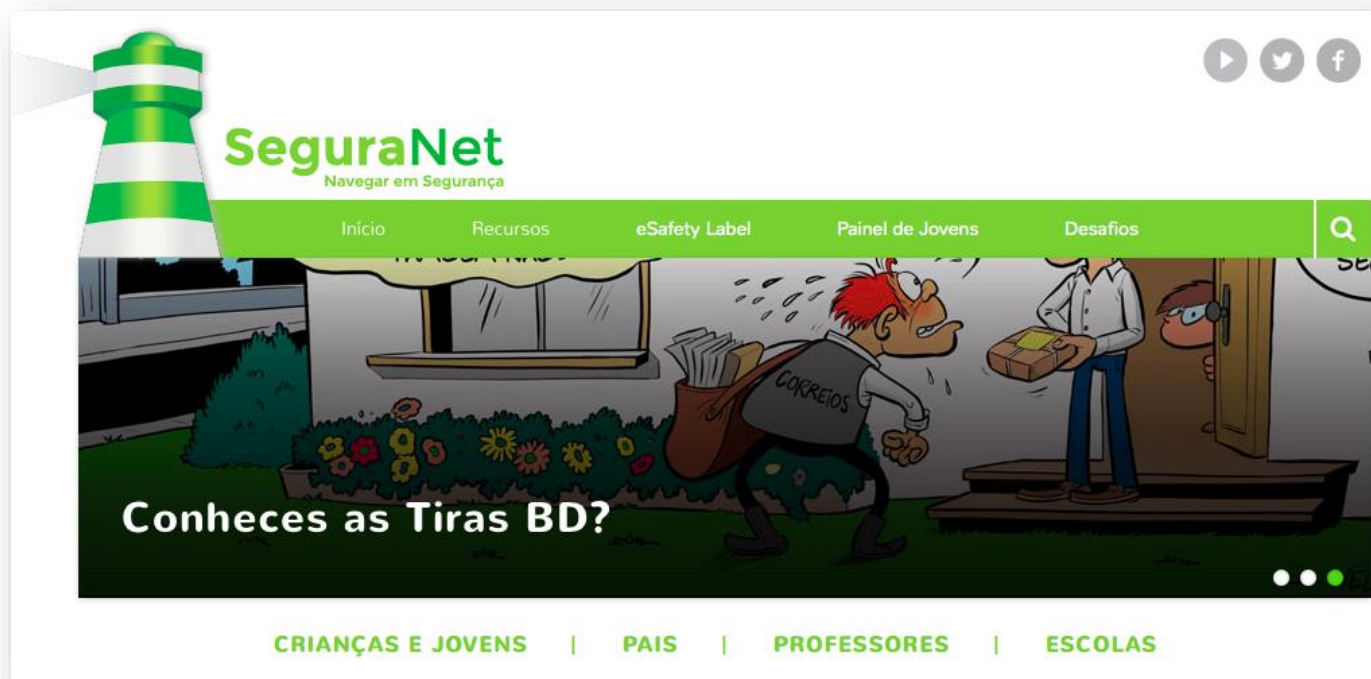 SeguraNet
Navegar em Segurança
Início Recursos eSafety Label Painel de Jovens Desafios
CORREIOS
Conheces as Tiras BD?
CRIANÇAS E JOVENS | PAIS | PROFESSORES | ESCOLAS